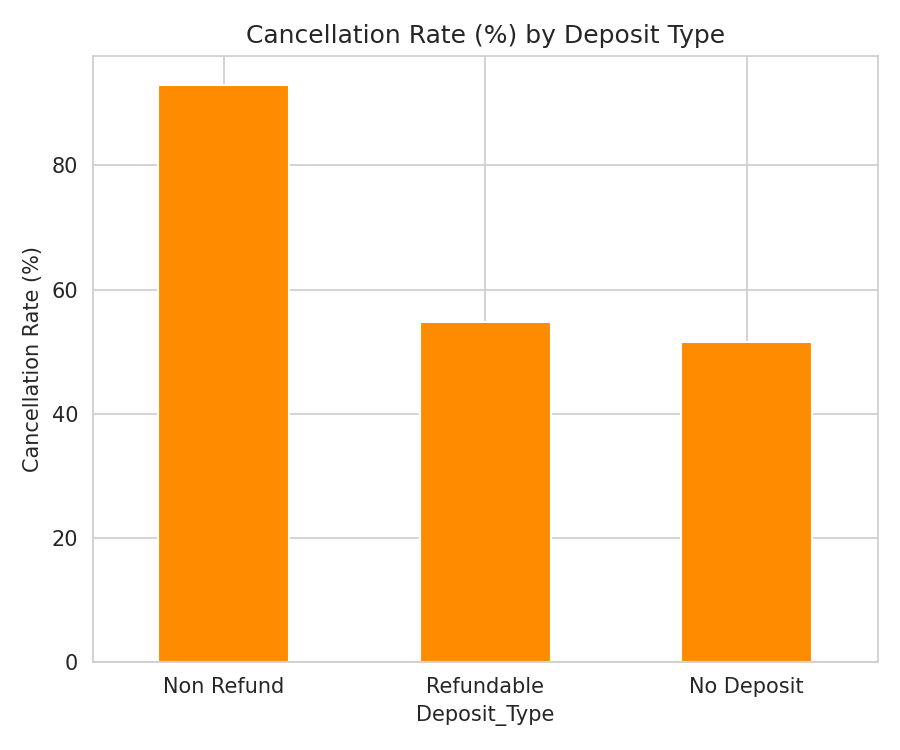 Cancellation Rate (%) by Deposit Type
Cancellation Rate (%)
80
60
40
20
0
Non Refund
Refundable
No Deposit
Deposit_Type